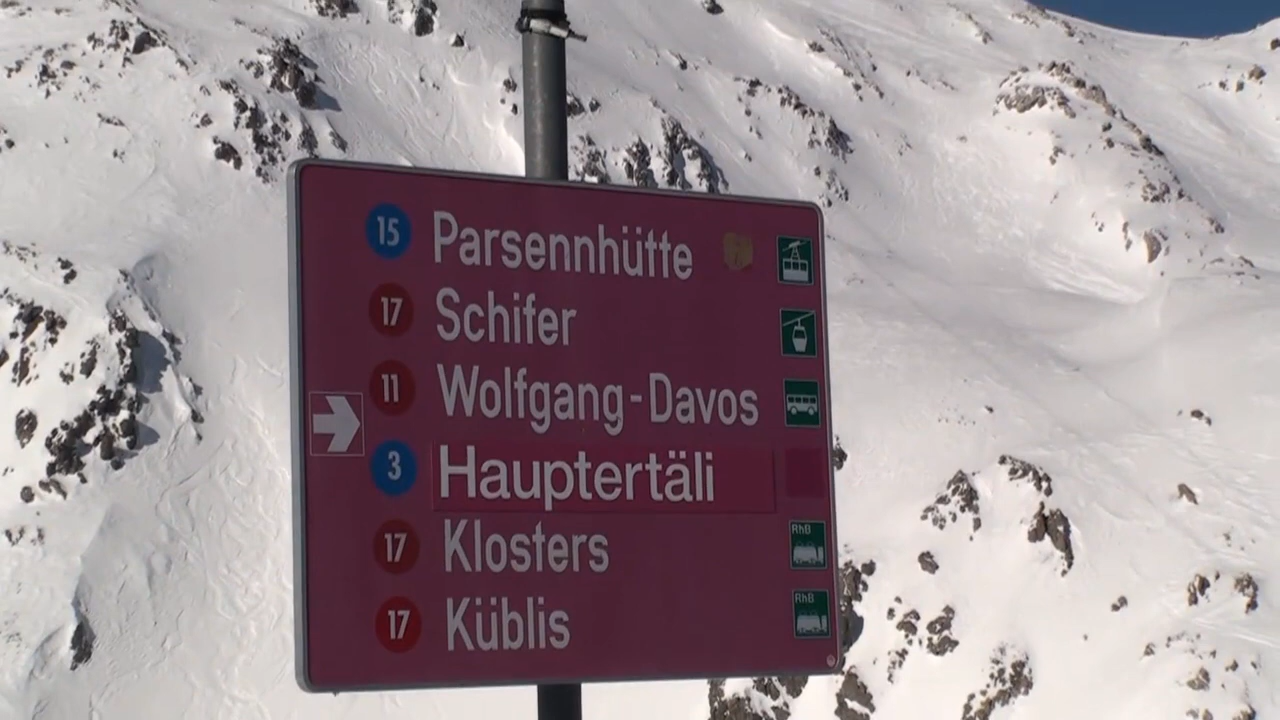 15 Parsennhütte
17 Schifer
11 Wolfgang-Davos
3 Hauptertäli
17 Klosters RhB
17 Küblis RhB